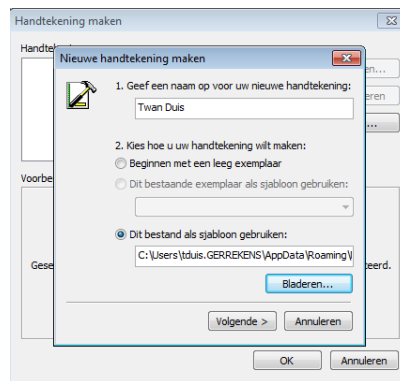 Handtekening maken
Nieuwe handtekening maken
1. Geef een naam op voor uw nieuwe handtekening:
Twan Duis
2. Kies hoe u uw handtekening wilt maken:
Beginnen met een leeg exemplaar
Dit bestaande exemplaar als sjabloon gebruiken:
Dit bestand als sjabloon gebruiken:
C:\Users\tduis.GERREKENS\AppData\Roaming\
Bladeren...
Volgende >
Annuleren
OK
Annuleren